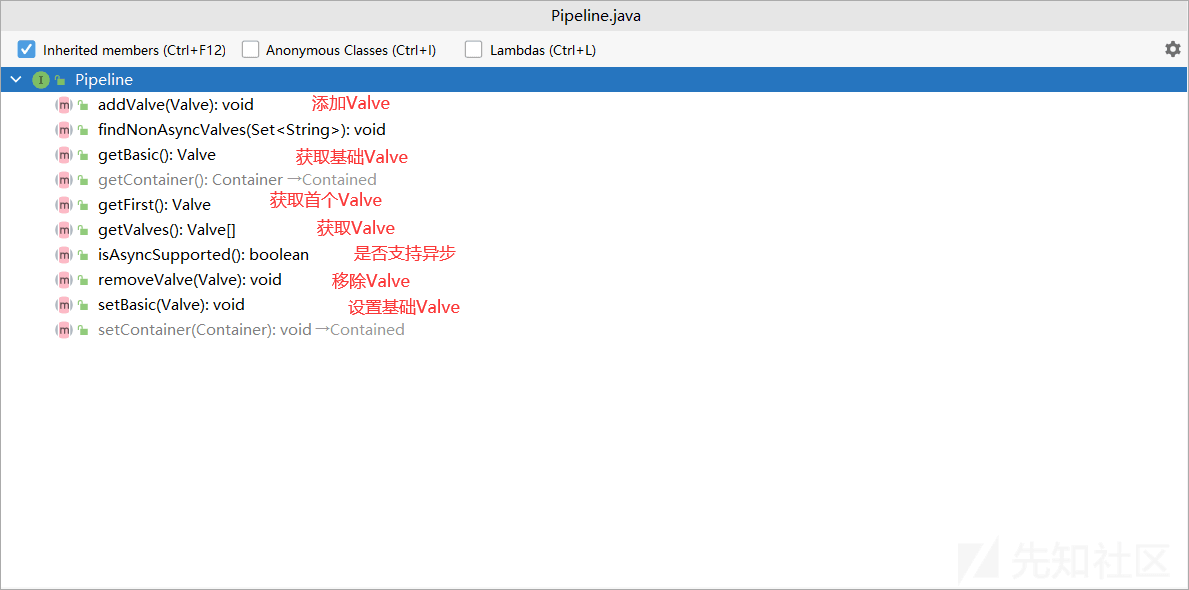 Pipeline.java
Inherited members (Ctrl+F12) Anonymous Classes (Ctrl+I) Lambdas (Ctrl+L)
I Pipeline
m addValve(Valve): void 添加Valve
m findNonAsyncValves(Set<String>): void
m getBasic(): Valve 获取基础Valve
m getContainer(): Container →Contained
m getFirst(): Valve 获取首个Valve
m getValves(): Valve[] 获取Valve
m isAsyncSupported(): boolean 是否支持异步
m removeValve(Valve): void 移除Valve
m setBasic(Valve): void 设置基础Valve
m setContainer(Container): void →Contained
先知社区